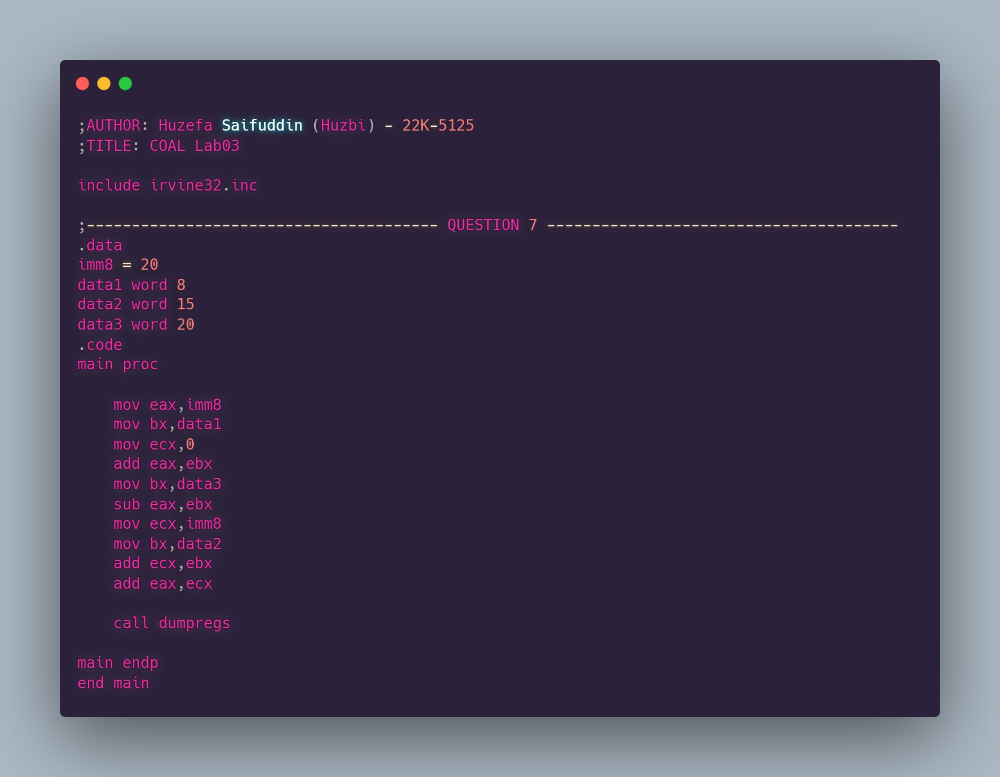 ;AUTHOR: Huzefa Saifuddin (Huzbi) - 22K-5125
;TITLE: COAL Lab03
include irvine32.inc
;--------------------------------------- QUESTION 7 ---------------------------------------
.data
imm8 = 20
data1 word 8
data2 word 15
data3 word 20
.code
main proc
mov eax,imm8
mov bx,data1
mov ecx,0
add eax,ebx
mov bx,data3
sub eax,ebx
mov ecx,imm8
mov bx,data2
add ecx,ebx
add eax,ecx
call dumpregs
main endp
end main